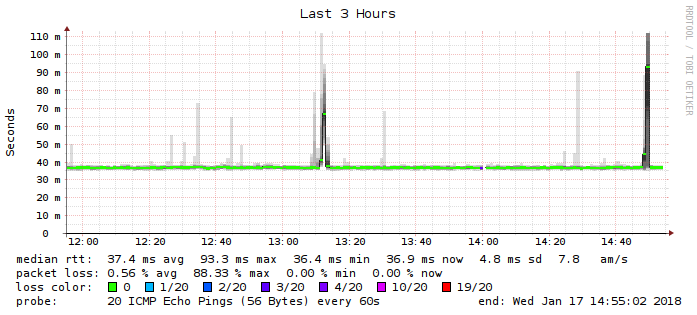 Last 3 Hours
RRDTOOL / TOBI OETIKER
Seconds
110 m
100 m
90 m
80 m
70 m
60 m
50 m
40 m
30 m
20 m
10 m
0
12:00 12:20 12:40 13:00 13:20 13:40 14:00 14:20 14:40
median rtt: 37.4 ms avg 93.3 ms max 36.4 ms min 36.9 ms now 4.8 ms sd 7.8 am/s
packet loss: 0.56 % avg 88.33 % max 0.00 % min 0.00 % now
loss color: 0 1/20 2/20 3/20 4/20 10/20 19/20
probe: 20 ICMP Echo Pings (56 Bytes) every 60s end: Wed Jan 17 14:55:02 2018